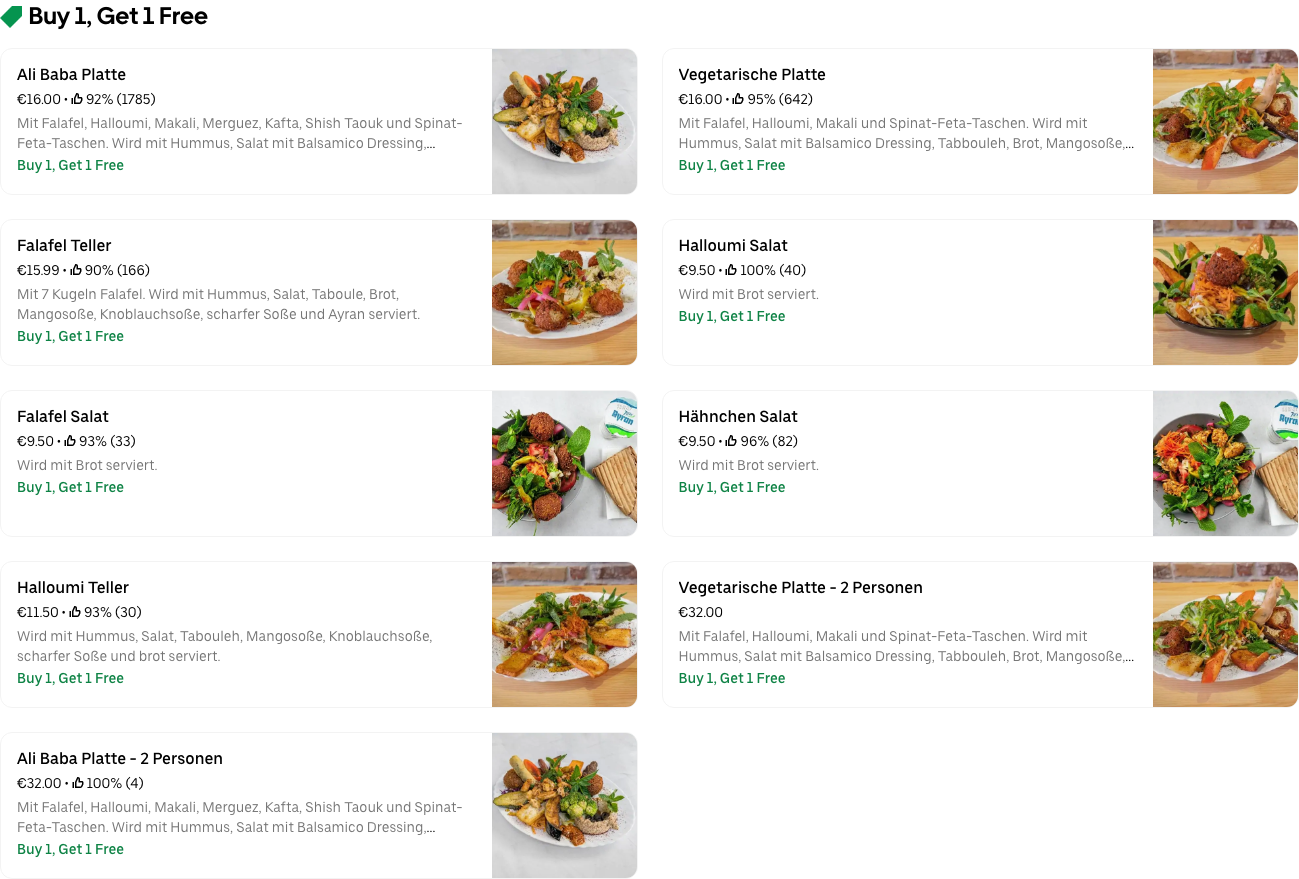 Buy 1, Get 1 Free
Ali Baba Platte
€16.00 • 92% (1785)
Mit Falafel, Halloumi, Makali, Merguez, Kafta, Shish Taouk und Spinat-
Feta-Taschen. Wird mit Hummus, Salat mit Balsamico Dressing,...
Buy 1, Get 1 Free
Vegetarische Platte
€16.00 • 95% (642)
Mit Falafel, Halloumi, Makali und Spinat-Feta-Taschen. Wird mit
Hummus, Salat mit Balsamico Dressing, Tabbouleh, Brot, Mangosoße,...
Buy 1, Get 1 Free
Falafel Teller
€15.99 • 90% (166)
Mit 7 Kugeln Falafel. Wird mit Hummus, Salat, Taboule, Brot,
Mangosoße, Knoblauchsoße, scharfer Soße und Ayran serviert.
Buy 1, Get 1 Free
Halloumi Salat
€9.50 • 100% (40)
Wird mit Brot serviert.
Buy 1, Get 1 Free
Falafel Salat
€9.50 • 93% (33)
Wird mit Brot serviert.
Buy 1, Get 1 Free
Ayran
Hähnchen Salat
€9.50 • 96% (82)
Wird mit Brot serviert.
Buy 1, Get 1 Free
Halloumi Teller
€11.50 • 93% (30)
Wird mit Hummus, Salat, Tabouleh, Mangosoße, Knoblauchsoße,
scharfer Soße und brot serviert.
Buy 1, Get 1 Free
Vegetarische Platte - 2 Personen
€32.00
Mit Falafel, Halloumi, Makali und Spinat-Feta-Taschen. Wird mit
Hummus, Salat mit Balsamico Dressing, Tabbouleh, Brot, Mangosoße,...
Buy 1, Get 1 Free
Ali Baba Platte - 2 Personen
€32.00 • 100% (4)
Mit Falafel, Halloumi, Makali, Merguez, Kafta, Shish Taouk und Spinat-
Feta-Taschen. Wird mit Hummus, Salat mit Balsamico Dressing,...
Buy 1, Get 1 Free